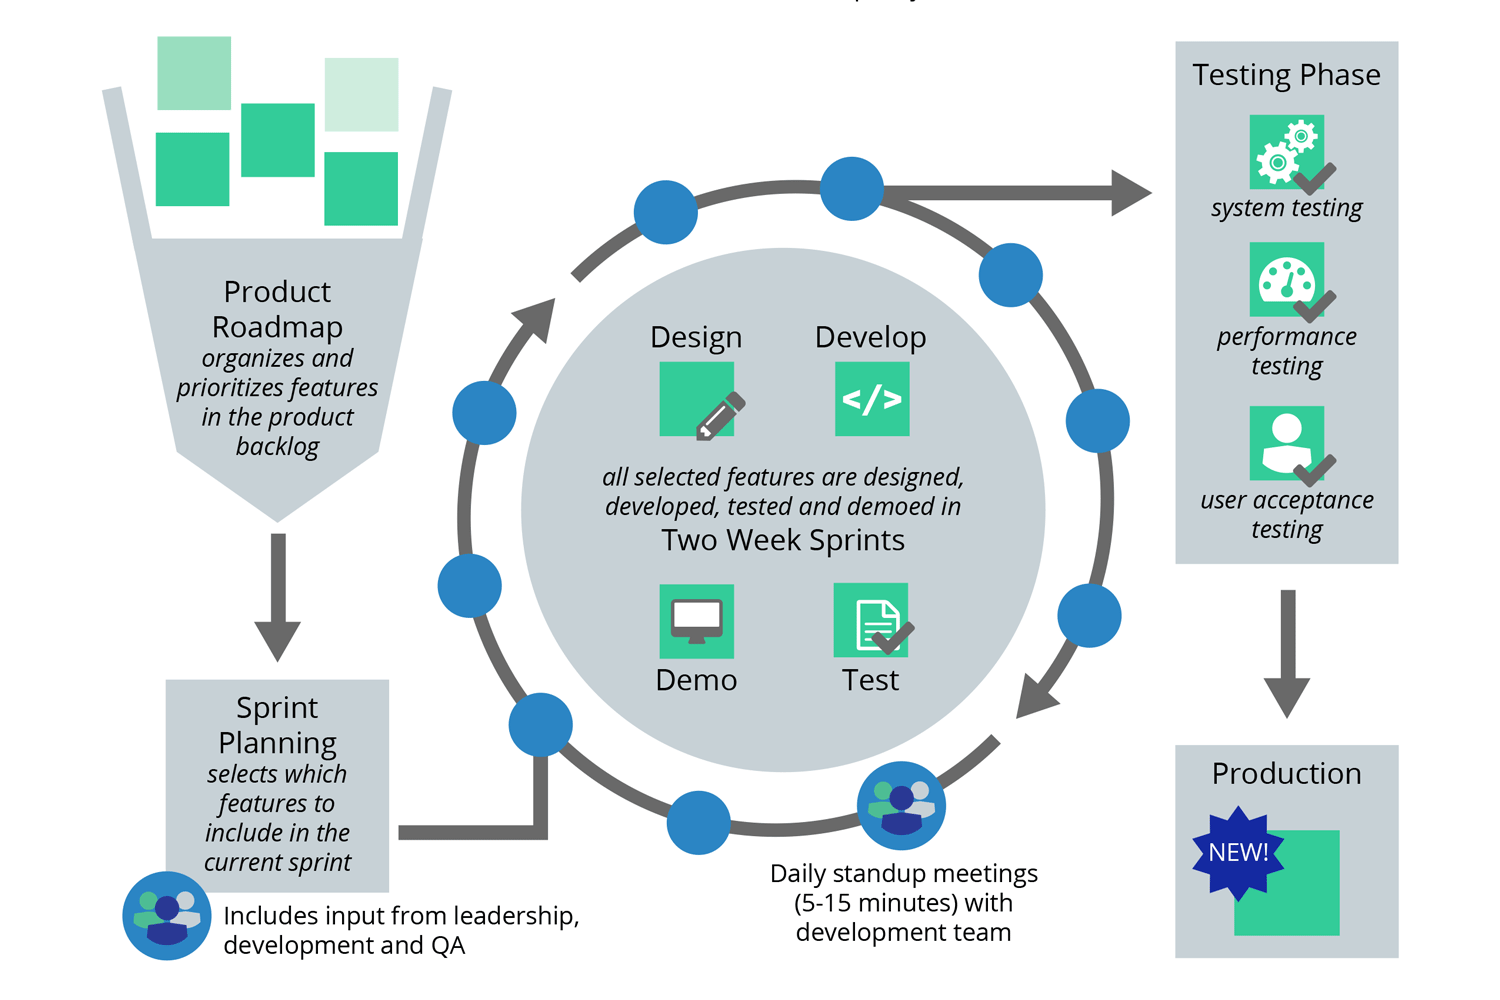 Product
Roadmap
organizes and
prioritizes features
in the product
backlog
Sprint
Planning
selects which
features to
include in the
current sprint
Includes input from leadership,
development and QA
Design
Develop
</>
all selected features are designed,
developed, tested and demoed in
Two Week Sprints
Demo
Test
Daily standup meetings
(5-15 minutes) with
development team
Testing Phase
system testing
performance
testing
user acceptance
testing
Production
NEW!